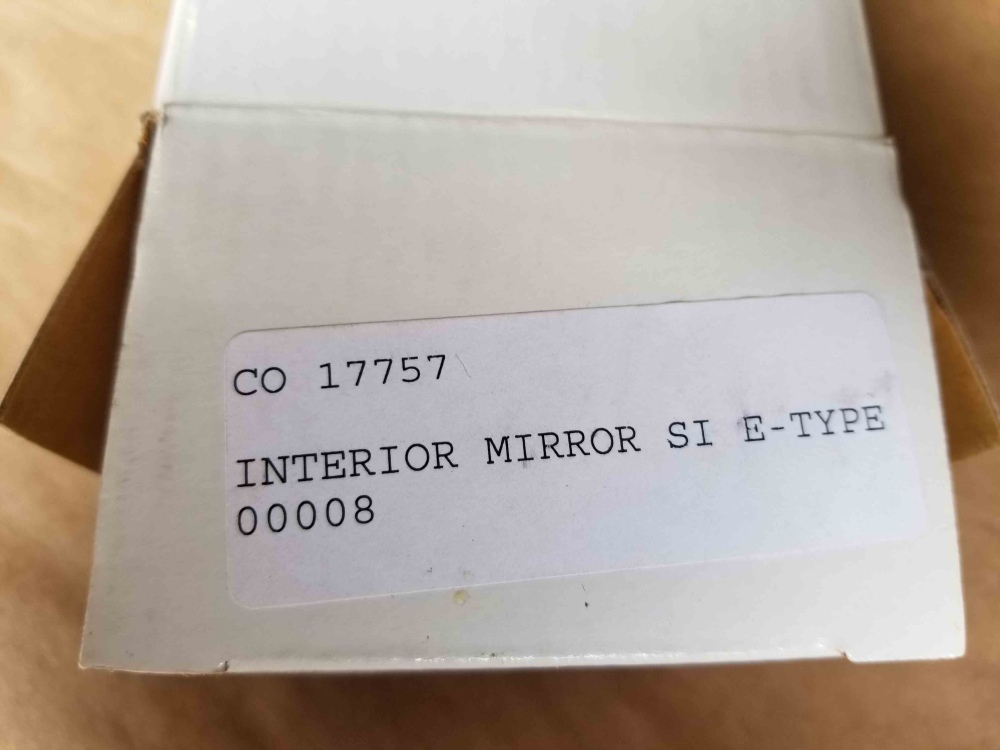 CO 17757
INTERIOR MIRROR SI E-TYPE
00008